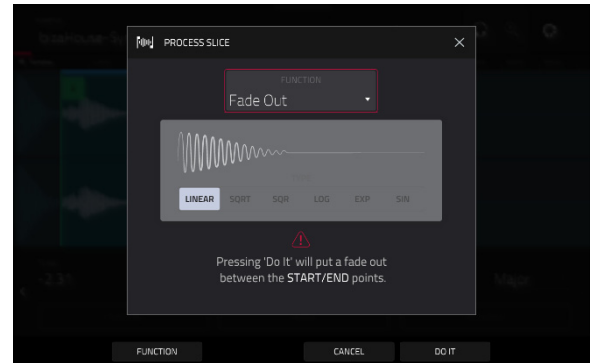 PROCESS SLICE
FUNCTION
Fade Out
LINEAR SQRT SQR LOG EXP SIN
Pressing 'Do It' will put a fade out
between the START/END points.
Major
FUNCTION CANCEL DO IT